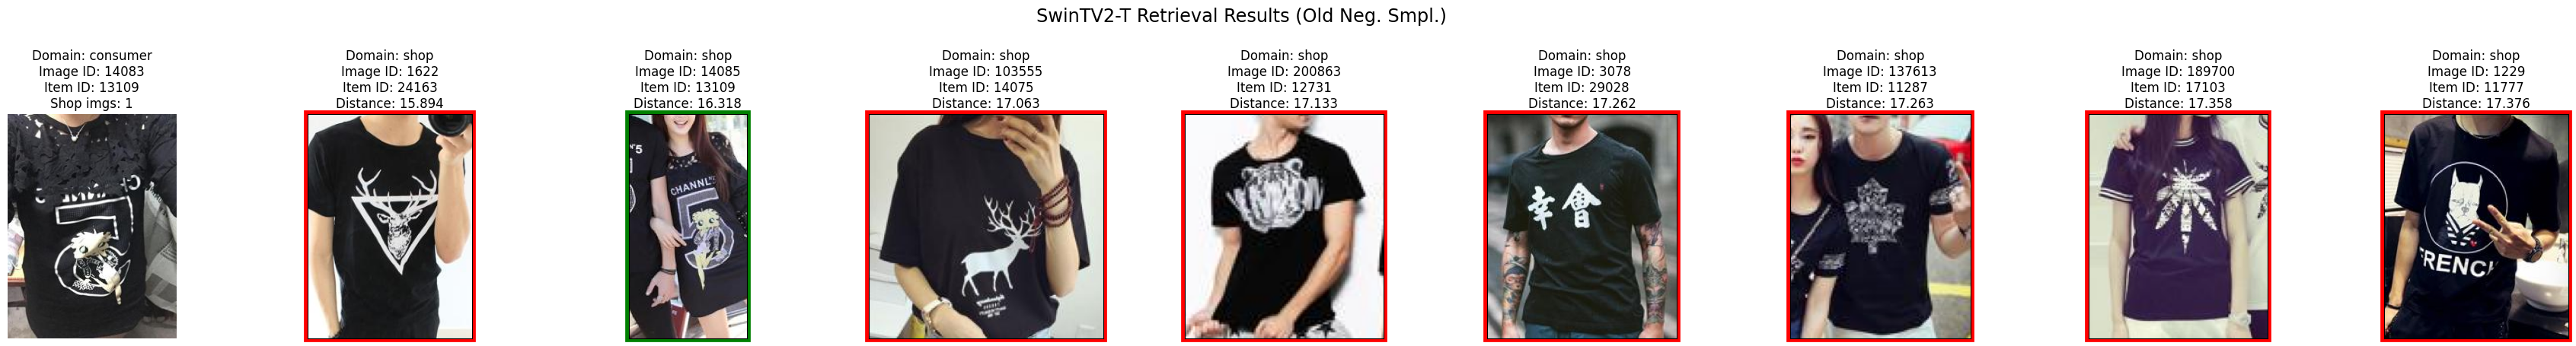 SwinTV2-T Retrieval Results (Old Neg. Smpl.)
Domain: consumer
Image ID: 14083
Item ID: 13109
Shop imgs: 1
Domain: shop
Image ID: 1622
Item ID: 24163
Distance: 15.894
Domain: shop
Image ID: 14085
Item ID: 13109
Distance: 16.318
Domain: shop
Image ID: 103555
Item ID: 14075
Distance: 17.063
Domain: shop
Image ID: 200863
Item ID: 12731
Distance: 17.133
Domain: shop
Image ID: 3078
Item ID: 29028
Distance: 17.262
Domain: shop
Image ID: 137613
Item ID: 11287
Distance: 17.263
Domain: shop
Image ID: 189700
Item ID: 17103
Distance: 17.358
Domain: shop
Image ID: 1229
Item ID: 11777
Distance: 17.376
5
CHANNL
5
幸會
FRENCH